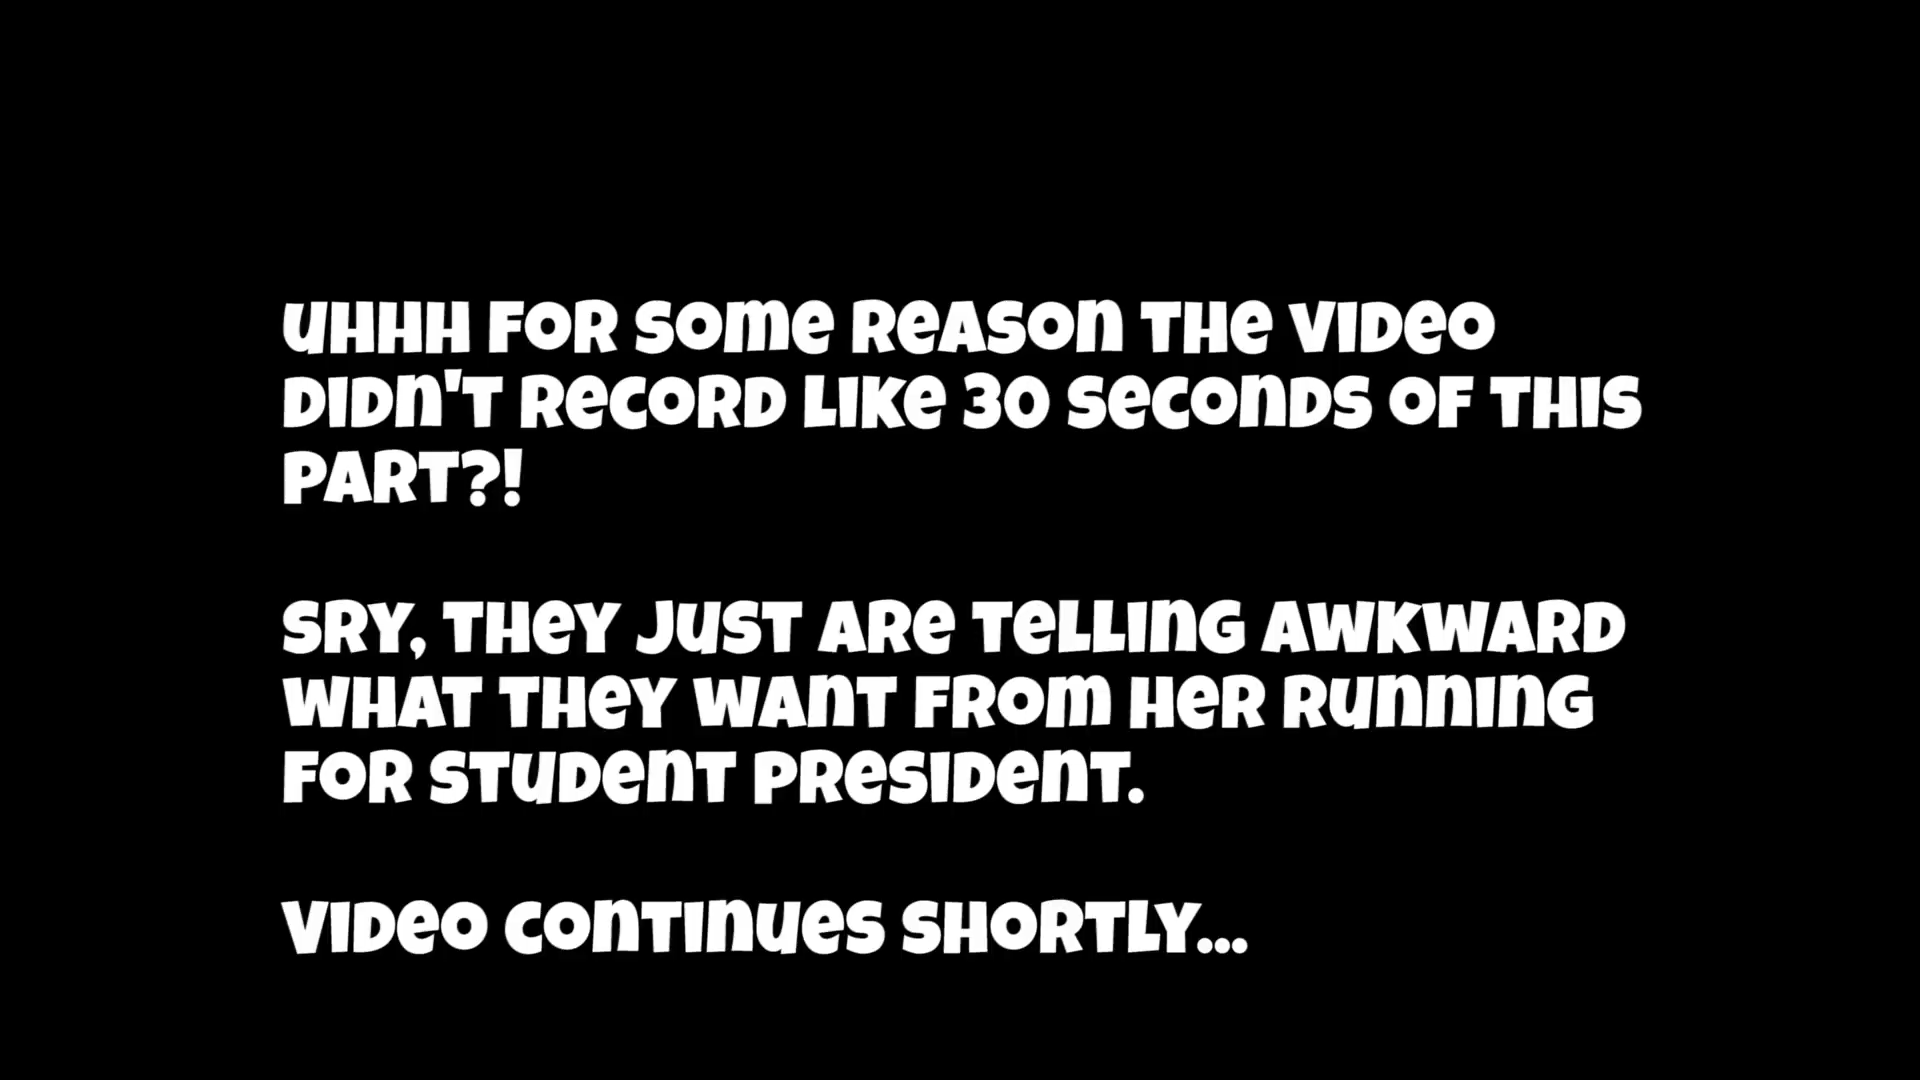 UHHH FOR SOME REASON THE VIDEO
DIDN'T RECORD LIKE 30 SECONDS OF THIS
PART?!
SRY, THEY JUST ARE TELLING AWKWARD
WHAT THEY WANT FROM HER RUNNING
FOR STUDENT PRESIDENT.
VIDEO CONTINUES SHORTLY...